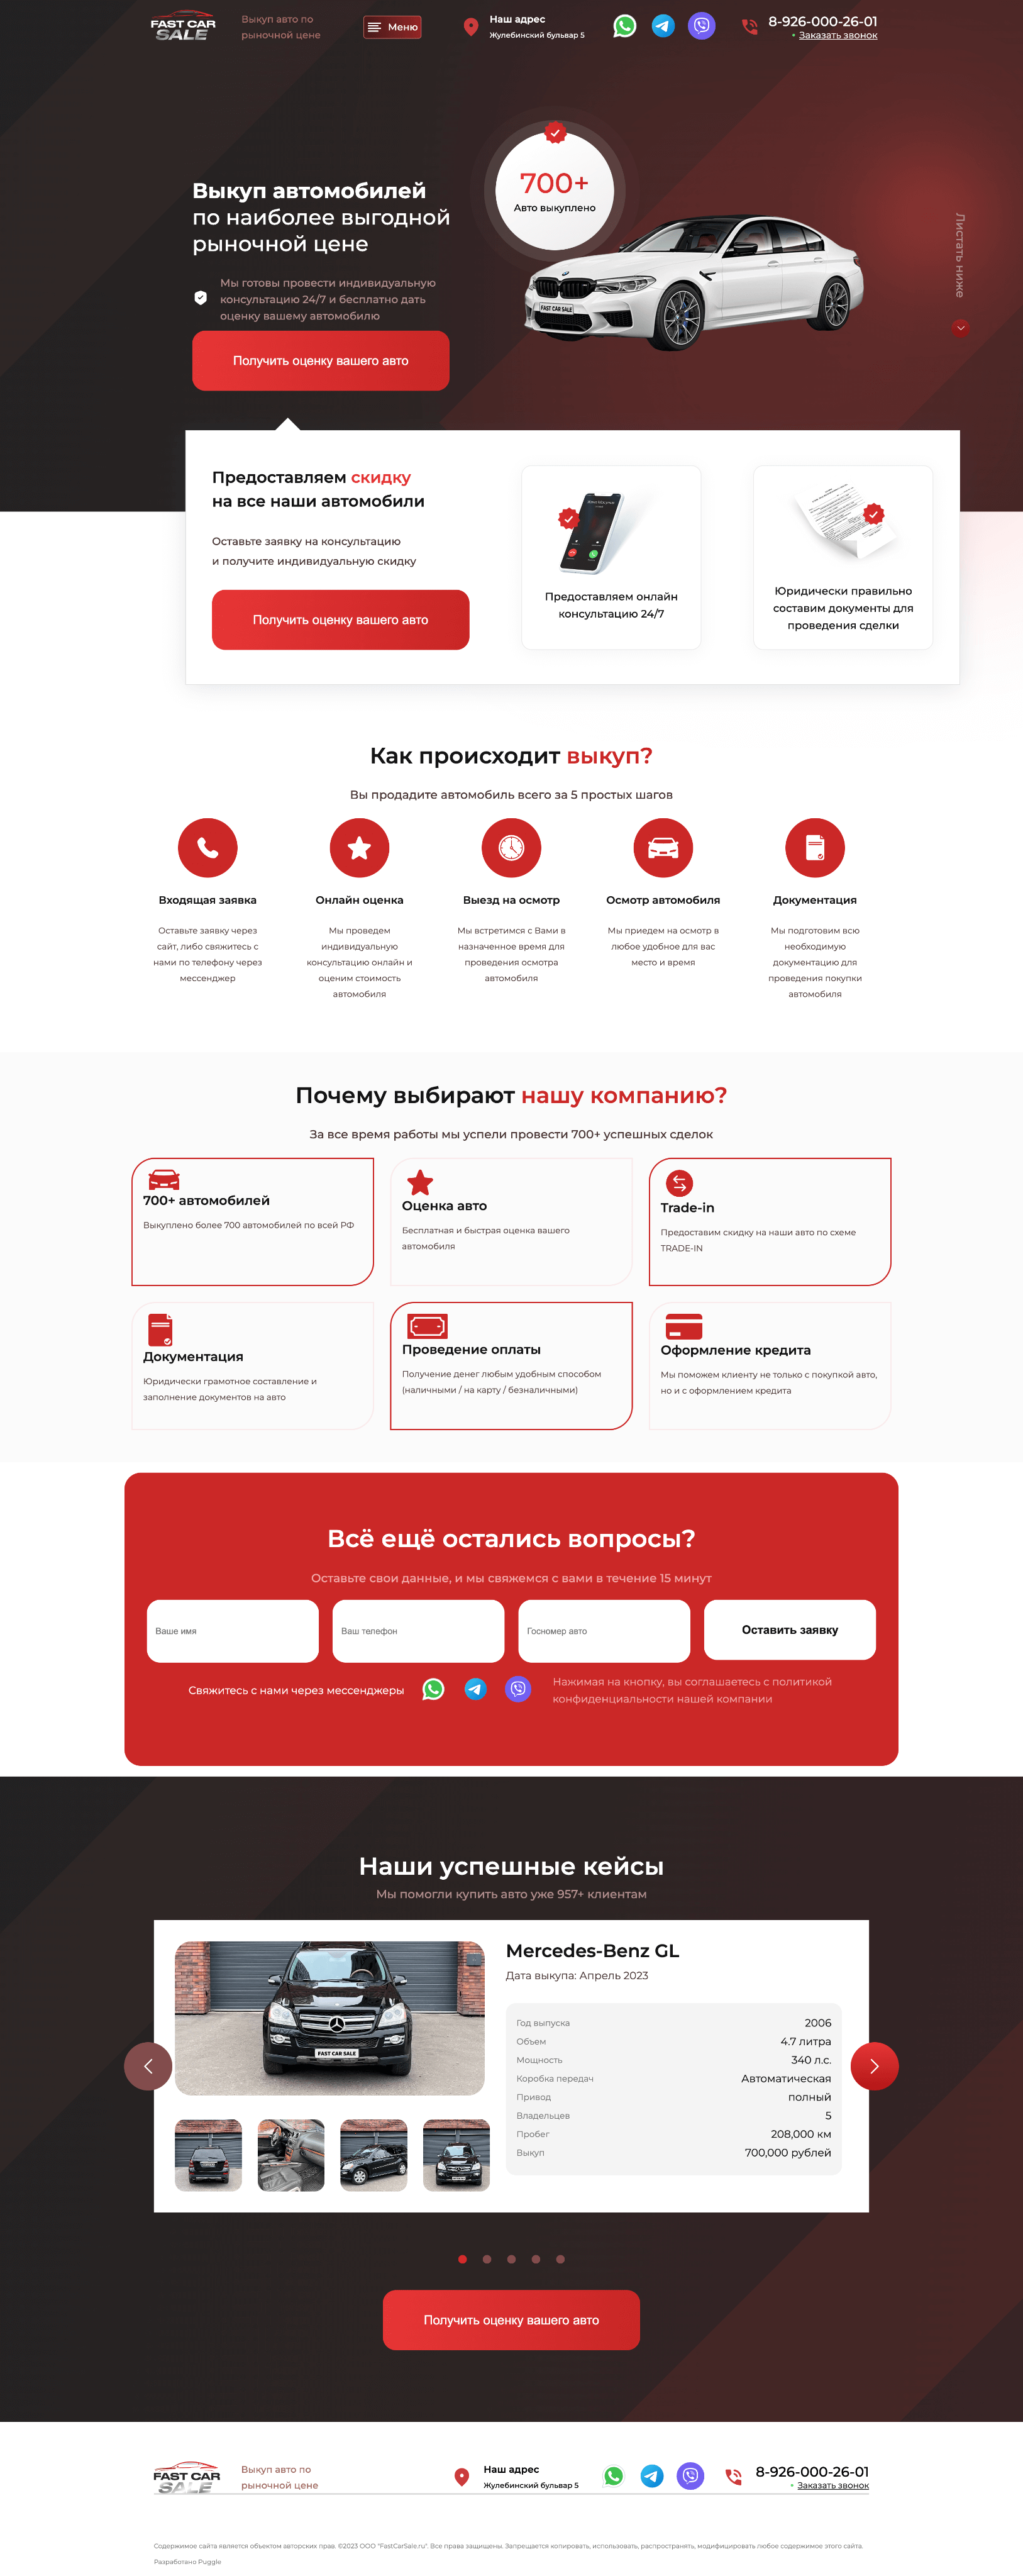 FAST CAR
SALE
Выкуп авто по
рыночной цене
Меню
Наш адрес
Жулебинский бульвар 5
8-926-000-26-01
Заказать звонок
700+
Авто выкуплено
Выкуп автомобилей
по наиболее выгодной
рыночной цене
Листать ниже
Мы готовы провести индивидуальную
консультацию 24/7 и бесплатно дать
оценку вашему автомобилю
FAST CAR SALE
Получить оценку вашего авто
Предоставляем скидку
на все наши автомобили
Оставьте заявку на консультацию
и получите индивидуальную скидку
Получить оценку вашего авто
Предоставляем онлайн
консультацию 24/7
Юридически правильно
составим документы для
проведения сделки
Как происходит выкуп?
Вы продадите автомобиль всего за 5 простых шагов
Входящая заявка
Оставьте заявку через
сайт, либо свяжитесь с
нами по телефону через
мессенджер
Онлайн оценка
Мы проведем
индивидуальную
консультацию онлайн и
оценим стоимость
автомобиля
Выезд на осмотр
Мы встретимся с Вами в
назначенное время для
проведения осмотра
автомобиля
Осмотр автомобиля
Мы приедем на осмотр в
любое удобное для вас
место и время
Документация
Мы подготовим всю
необходимую
документацию для
проведения покупки
автомобиля
Почему выбирают нашу компанию?
За все время работы мы успели провести 700+ успешных сделок
700+ автомобилей
Выкуплено более 700 автомобилей по всей РФ
Оценка авто
Бесплатная и быстрая оценка вашего
автомобиля
Trade-in
Предоставим скидку на наши авто по схеме
TRADE-IN
Документация
Юридически грамотное составление и
заполнение документов на авто
Проведение оплаты
Получение денег любым удобным способом
(наличными / на карту / безналичными)
Оформление кредита
Мы поможем клиенту не только с покупкой авто,
но и с оформлением кредита
Всё ещё остались вопросы?
Оставьте свои данные, и мы свяжемся с вами в течение 15 минут
Ваше имя
Ваш телефон
Госномер авто
Оставить заявку
Свяжитесь с нами через мессенджеры
Нажимая на кнопку, вы соглашаетесь с политикой
конфиденциальности нашей компании
Наши успешные кейсы
Мы помогли купить авто уже 957+ клиентам
FAST CAR SALE
Mercedes-Benz GL
Дата выкупа: Апрель 2023
Год выпуска 2006
Объем 4.7 литра
Мощность 340 л.с.
Коробка передач Автоматическая
Привод полный
Владельцев 5
Пробег 208,000 км
Выкуп 700,000 рублей
Получить оценку вашего авто
FAST CAR
SALE
Выкуп авто по
рыночной цене
Наш адрес
Жулебинский бульвар 5
8-926-000-26-01
Заказать звонок
Содержимое сайта является объектом авторских прав. ©2023 ООО "FastCarSale.ru". Все права защищены. Запрещается копировать, использовать, распространять, модифицировать любое содержимое этого сайта.
Разработано Puggle